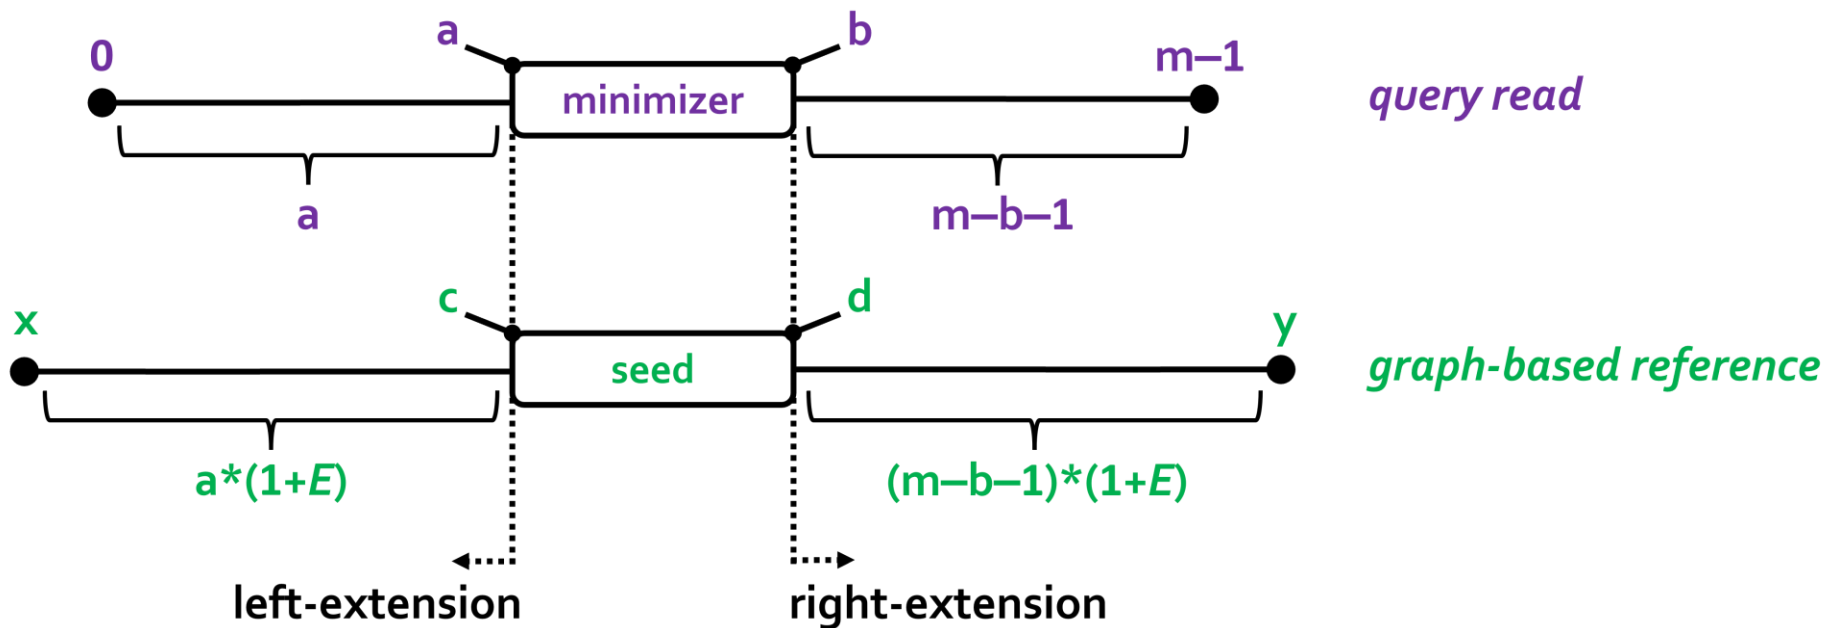 0
a
b
m–1
minimizer
query read
a
m–b–1
x
c
d
y
seed
graph-based reference
a*(1+E)
(m–b–1)*(1+E)
left-extension
right-extension